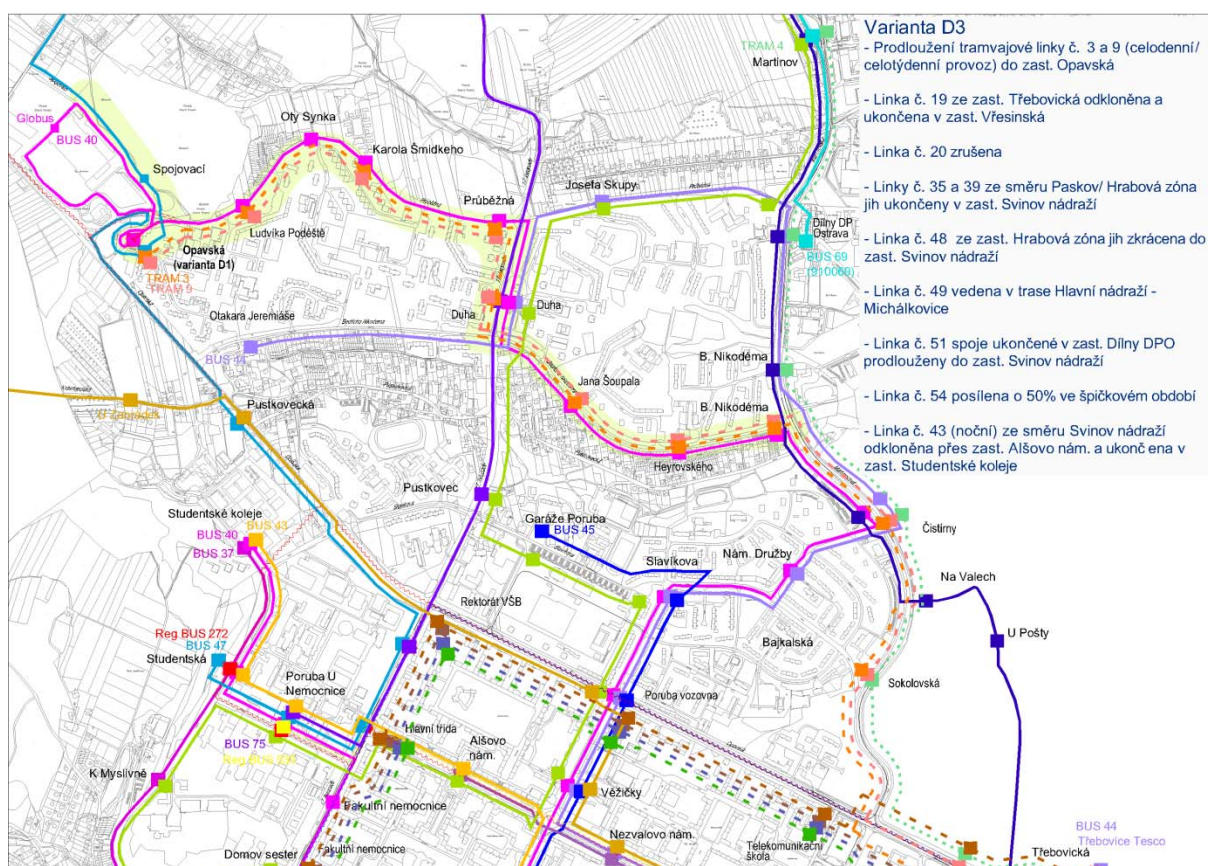 Varianta D3
- Prodloužení tramvajové linky č. 3 a 9 (celodenní/
celotýdenní provoz) do zast. Opavská
- Linka č. 19 ze zast. Třebovická odkloněna a
ukončena v zast. Vřesinská
- Linka č. 20 zrušena
- Linky č. 35 a 39 ze směru Paskov/ Hrabová zóna
jih ukončeny v zast. Svinov nádraží
- Linka č. 48 ze zast. Hrabová zóna jih zkrácena do
zast. Svinov nádraží
- Linka č. 49 vedena v trase Hlavní nádraží -
Michálkovice
- Linka č. 51 spoje ukončené v zast. Dílny DPO
prodlouženy do zast. Svinov nádraží
- Linka č. 54 posílena o 50% ve špičkovém období
- Linka č. 43 (noční) ze směru Svinov nádraží
odkloněna přes zast. Alšovo nám. a ukonč ena v
zast. Studentské koleje
TRAM 4
Martinov
Globus
BUS 40
Oty Synka
Spojovací
Karola Šmidkeho
Josefa Skupy
Průběžná
Ludvíka Poděště
Dílny DP
Ostrava
BUS 69
(910069)
Opavská
(varianta D1)
TRAM 3
TRAM 9
Otakara Jeremiáše
Duha
Duha
BUS 44
B. Nikodéma
Jana Šoupala
U Zahrádek
Pustkovecká
B. Nikodéma
Heyrovského
Pustkovec
Studentské koleje
BUS 43
BUS 40
BUS 37
Garáže Poruba
BUS 45
Čistírny
Slavíkova
Nám. Družby
Na Valech
Rektorát VŠB
Reg BUS 272
BUS 47
Studentská
Bajkalská
U Pošty
Poruba U
Nemocnice
Sokolovská
Poruba vozovna
Hlavní třída
BUS 75
Alšovo
nám.
K Myslivně
Věžičky
Fakultní nemocnice
Nezvalovo nám.
BUS 44
Třebovice Tesco
Domov sester
Fakultní nemocnice
Telekomunikační
škola
Třebovická